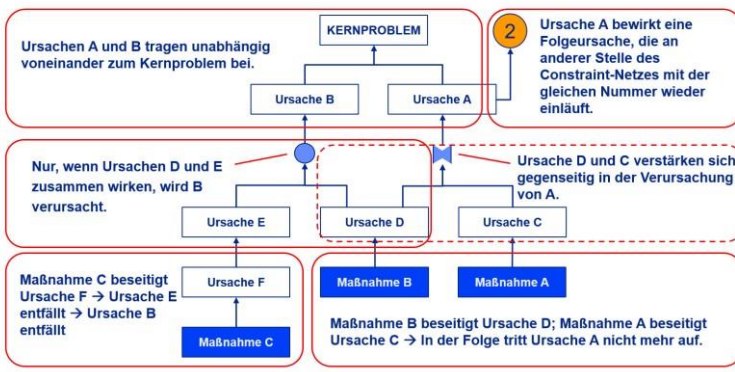 Ursachen A und B tragen unabhängig
voneinander zum Kernproblem bei.
KERNPROBLEM
2
Ursache A bewirkt eine
Folgeursache, die an
anderer Stelle des
Constraint-Netzes mit der
gleichen Nummer wieder
einläuft.
Ursache B
Ursache A
Nur, wenn Ursachen D und E
zusammen wirken, wird B
verursacht.
Ursache D und C verstärken sich
gegenseitig in der Verursachung
von A.
Ursache E
Ursache D
Ursache C
Maßnahme C beseitigt
Ursache F → Ursache E
entfällt → Ursache B
entfällt
Ursache F
Maßnahme C
Maßnahme B
Maßnahme A
Maßnahme B beseitigt Ursache D; Maßnahme A beseitigt
Ursache C → In der Folge tritt Ursache A nicht mehr auf.